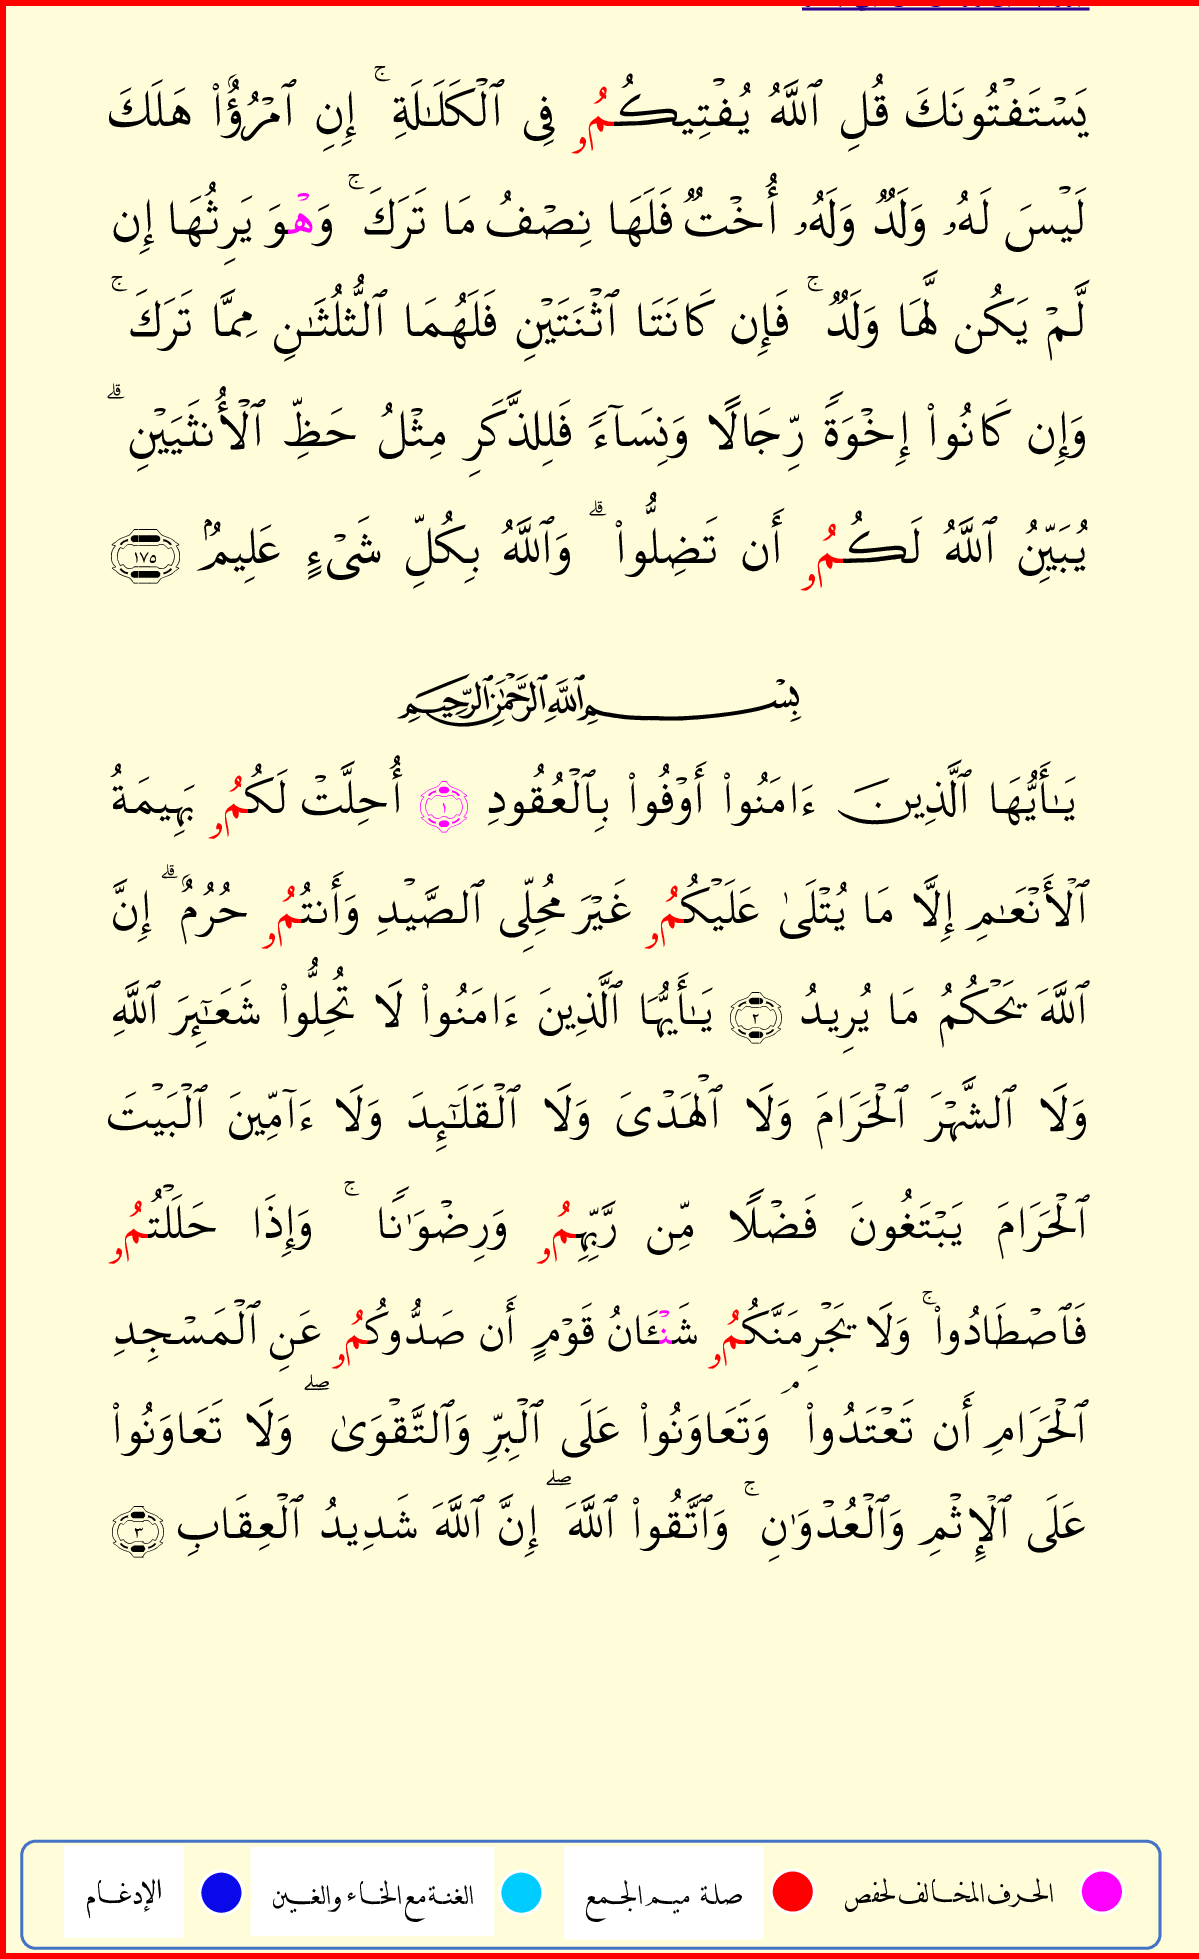 يَسْتَفْتُونَكَ قُلِ ٱللَّهُ يُفْتِيكُمُۥ فِى ٱلْكَلَـٰلَةِ ۚ إِنِ ٱمْرُؤٌا۟ هَلَكَ
لَيْسَ لَهُۥ وَلَدٌ وَلَهُۥ أُخْتٌ فَلَهَا نِصْفُ مَا تَرَكَ ۚ وَهْوَ يَرِثُهَا إِن
لَّمْ يَكُن لَّهَا وَلَدٌ ۚ فَإِن كَانَتَا ٱثْنَتَيْنِ فَلَهُمَا ٱلثُّلُثَـٰنِ مِمَّا تَرَكَ ۚ
وَإِن كَانُوا۟ إِخْوَةً رِّجَالًا وَنِسَآءً فَلِلذَّكَرِ مِثْلُ حَظِّ ٱلْأُنثَيَيْنِ ۗ
يُبَيِّنُ ٱللَّهُ لَكُمُۥ أَن تَضِلُّوا۟ ۗ وَٱللَّهُ بِكُلِّ شَىْءٍ عَلِيمٌۢ ١٧٥
بِسْمِ ٱللَّهِ ٱلرَّحْمَـٰنِ ٱلرَّحِيمِ
يَـٰٓأَيُّهَا ٱلَّذِينَ ءَامَنُوا۟ أَوْفُوا۟ بِٱلْعُقُودِ ١ أُحِلَّتْ لَكُمُۥ بَهِيمَةُ
ٱلْأَنْعَـٰمِ إِلَّا مَا يُتْلَىٰ عَلَيْكُمُۥ غَيْرَ مُحِلِّى ٱلصَّيْدِ وَأَنتُمُۥ حُرُمٌ ۗ إِنَّ
ٱللَّهَ يَحْكُمُ مَا يُرِيدُ ٢ يَـٰٓأَيُّهَا ٱلَّذِينَ ءَامَنُوا۟ لَا تُحِلُّوا۟ شَعَـٰٓئِرَ ٱللَّهِ
وَلَا ٱلشَّهْرَ ٱلْحَرَامَ وَلَا ٱلْهَدْىَ وَلَا ٱلْقَلَـٰٓئِدَ وَلَا ءَآمِّينَ ٱلْبَيْتَ
ٱلْحَرَامَ يَبْتَغُونَ فَضْلًا مِّن رَّبِّهِمُۥ وَرِضْوَٰنًا ۚ وَإِذَا حَلَلْتُمُۥ
فَٱصْطَادُوا۟ ۚ وَلَا يَجْرِمَنَّكُمُۥ شَنْـَٔانُ قَوْمٍ أَن صَدُّوكُمُۥ عَنِ ٱلْمَسْجِدِ
ٱلْحَرَامِ أَن تَعْتَدُوا۟ ۘ وَتَعَاوَنُوا۟ عَلَى ٱلْبِرِّ وَٱلتَّقْوَىٰ ۖ وَلَا تَعَاوَنُوا۟
عَلَى ٱلْإِثْمِ وَٱلْعُدْوَٰنِ ۚ وَٱتَّقُوا۟ ٱللَّهَ ۖ إِنَّ ٱللَّهَ شَدِيدُ ٱلْعِقَابِ ٣
الحرف المخالف لحفص صلة ميم الجمع الغنة مع الخاء والغين الإدغام